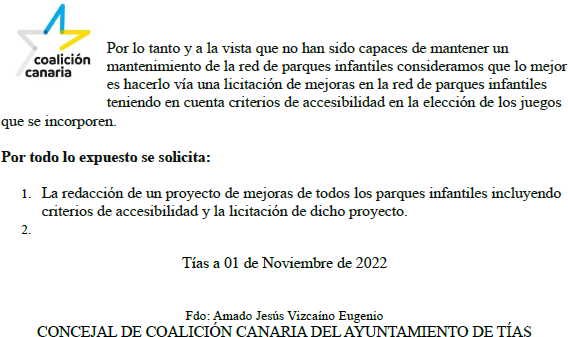 coalición
canaria
Por lo tanto y a la vista que no han sido capaces de mantener un
mantenimiento de la red de parques infantiles consideramos que lo mejor
es hacerlo vía una licitación de mejoras en la red de parques infantiles
teniendo en cuenta criterios de accesibilidad en la elección de los juegos
que se incorporen.
Por todo lo expuesto se solicita:
1. La redacción de un proyecto de mejoras de todos los parques infantiles incluyendo
criterios de accesibilidad y la licitación de dicho proyecto.
2.
Tías a 01 de Noviembre de 2022
Fdo: Amado Jesús Vizcaíno Eugenio
CONCEJAL DE COALICIÓN CANARIA DEL AYUNTAMIENTO DE TÍAS